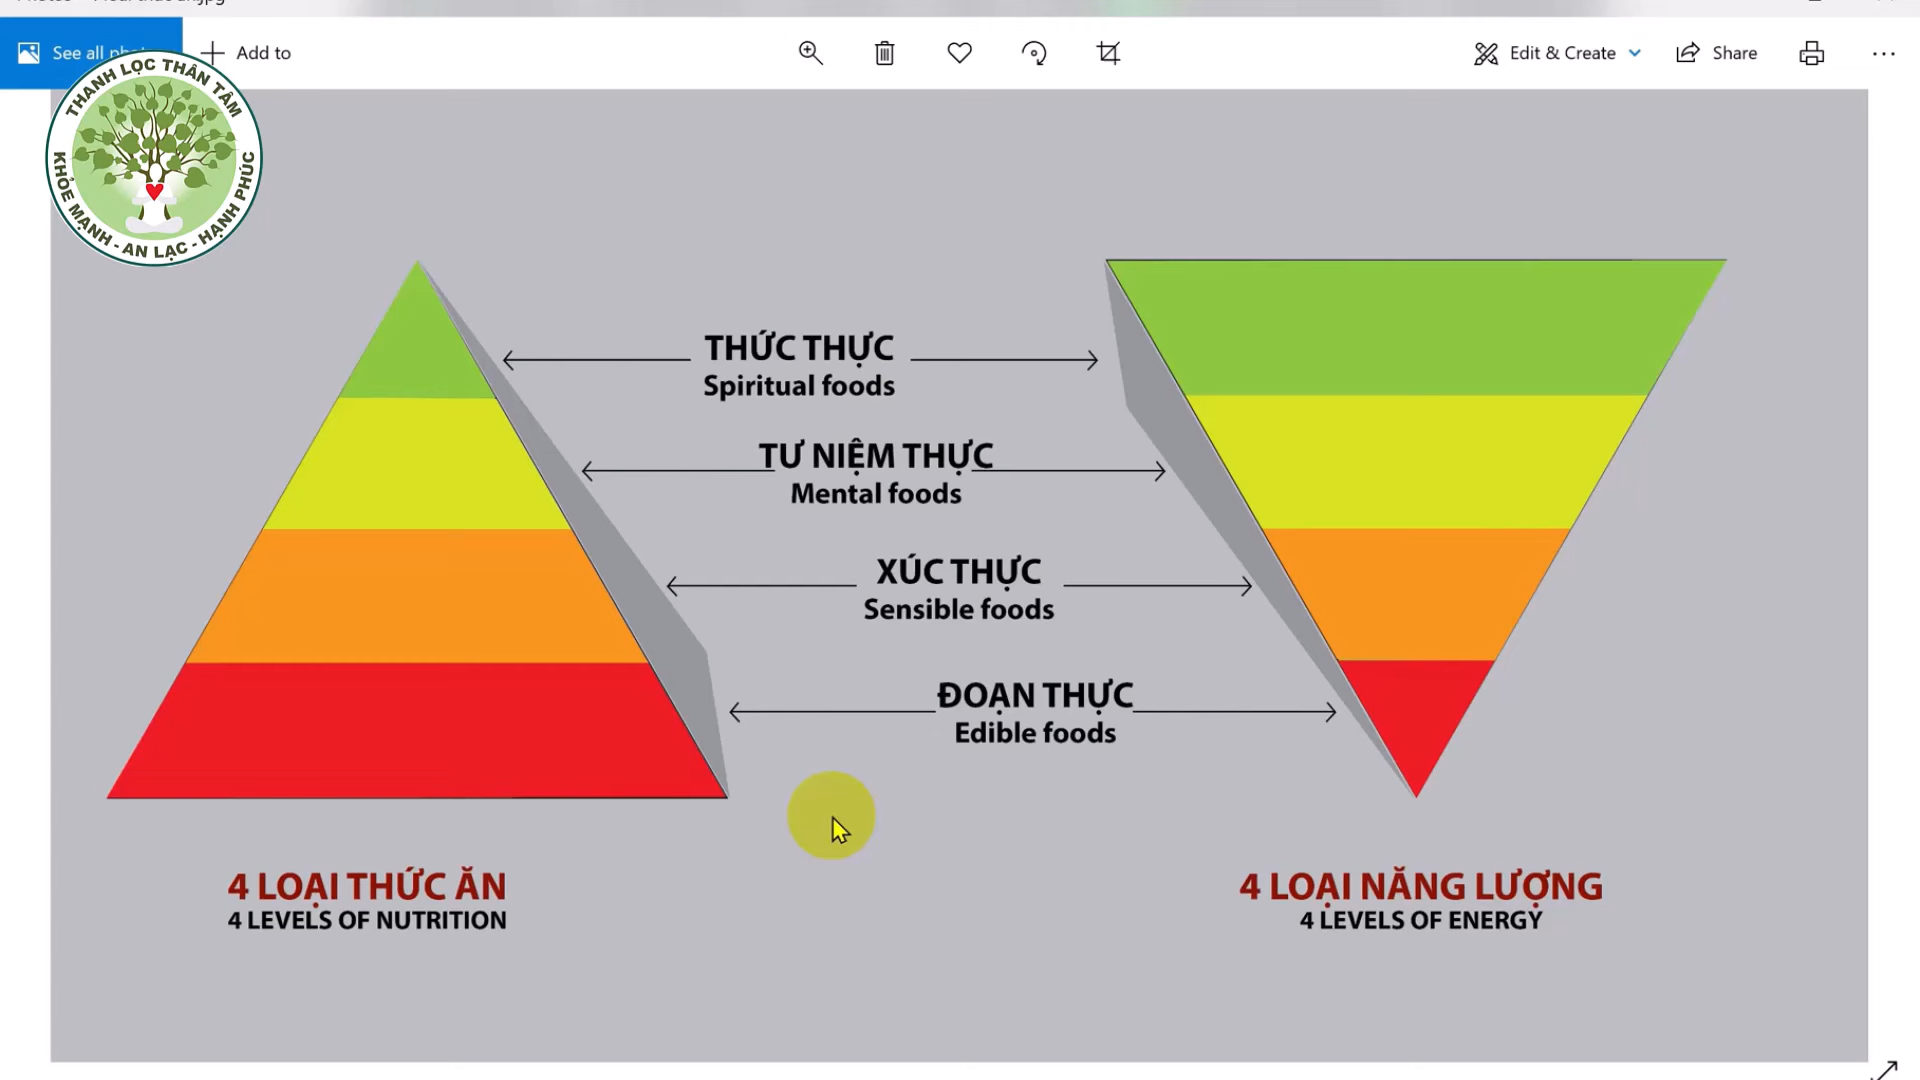 See all
Add to
Edit & Create
Share
THANH LỌC THÂN TÂM
KHỎE MẠNH - AN LẠC - HẠNH PHÚC
THỨC THỰC
Spiritual foods
TƯ NIỆM THỰC
Mental foods
XÚC THỰC
Sensible foods
ĐOẠN THỰC
Edible foods
4 LOẠI THỨC ĂN
4 LEVELS OF NUTRITION
4 LOẠI NĂNG LƯỢNG
4 LEVELS OF ENERGY